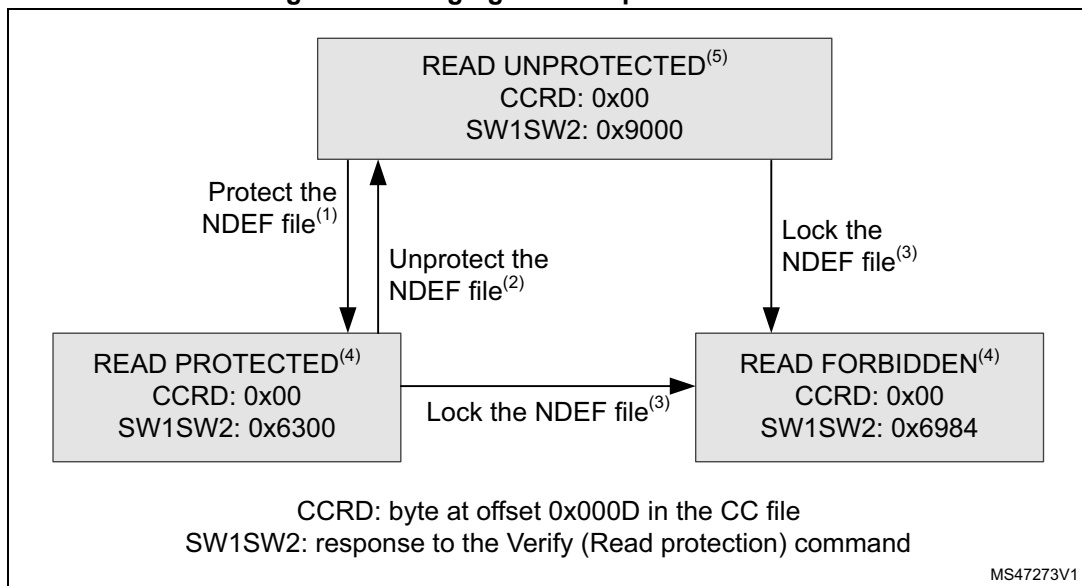 READ UNPROTECTED(5)
CCRD: 0x00
SW1SW2: 0x9000
Protect the
NDEF file(1)
Unprotect the
NDEF file(2)
Lock the
NDEF file(3)
READ PROTECTED(4)
CCRD: 0x00
SW1SW2: 0x6300
Lock the NDEF file(3)
READ FORBIDDEN(4)
CCRD: 0x00
SW1SW2: 0x6984
CCRD: byte at offset 0x000D in the CC file
SW1SW2: response to the Verify (Read protection) command
MS47273V1